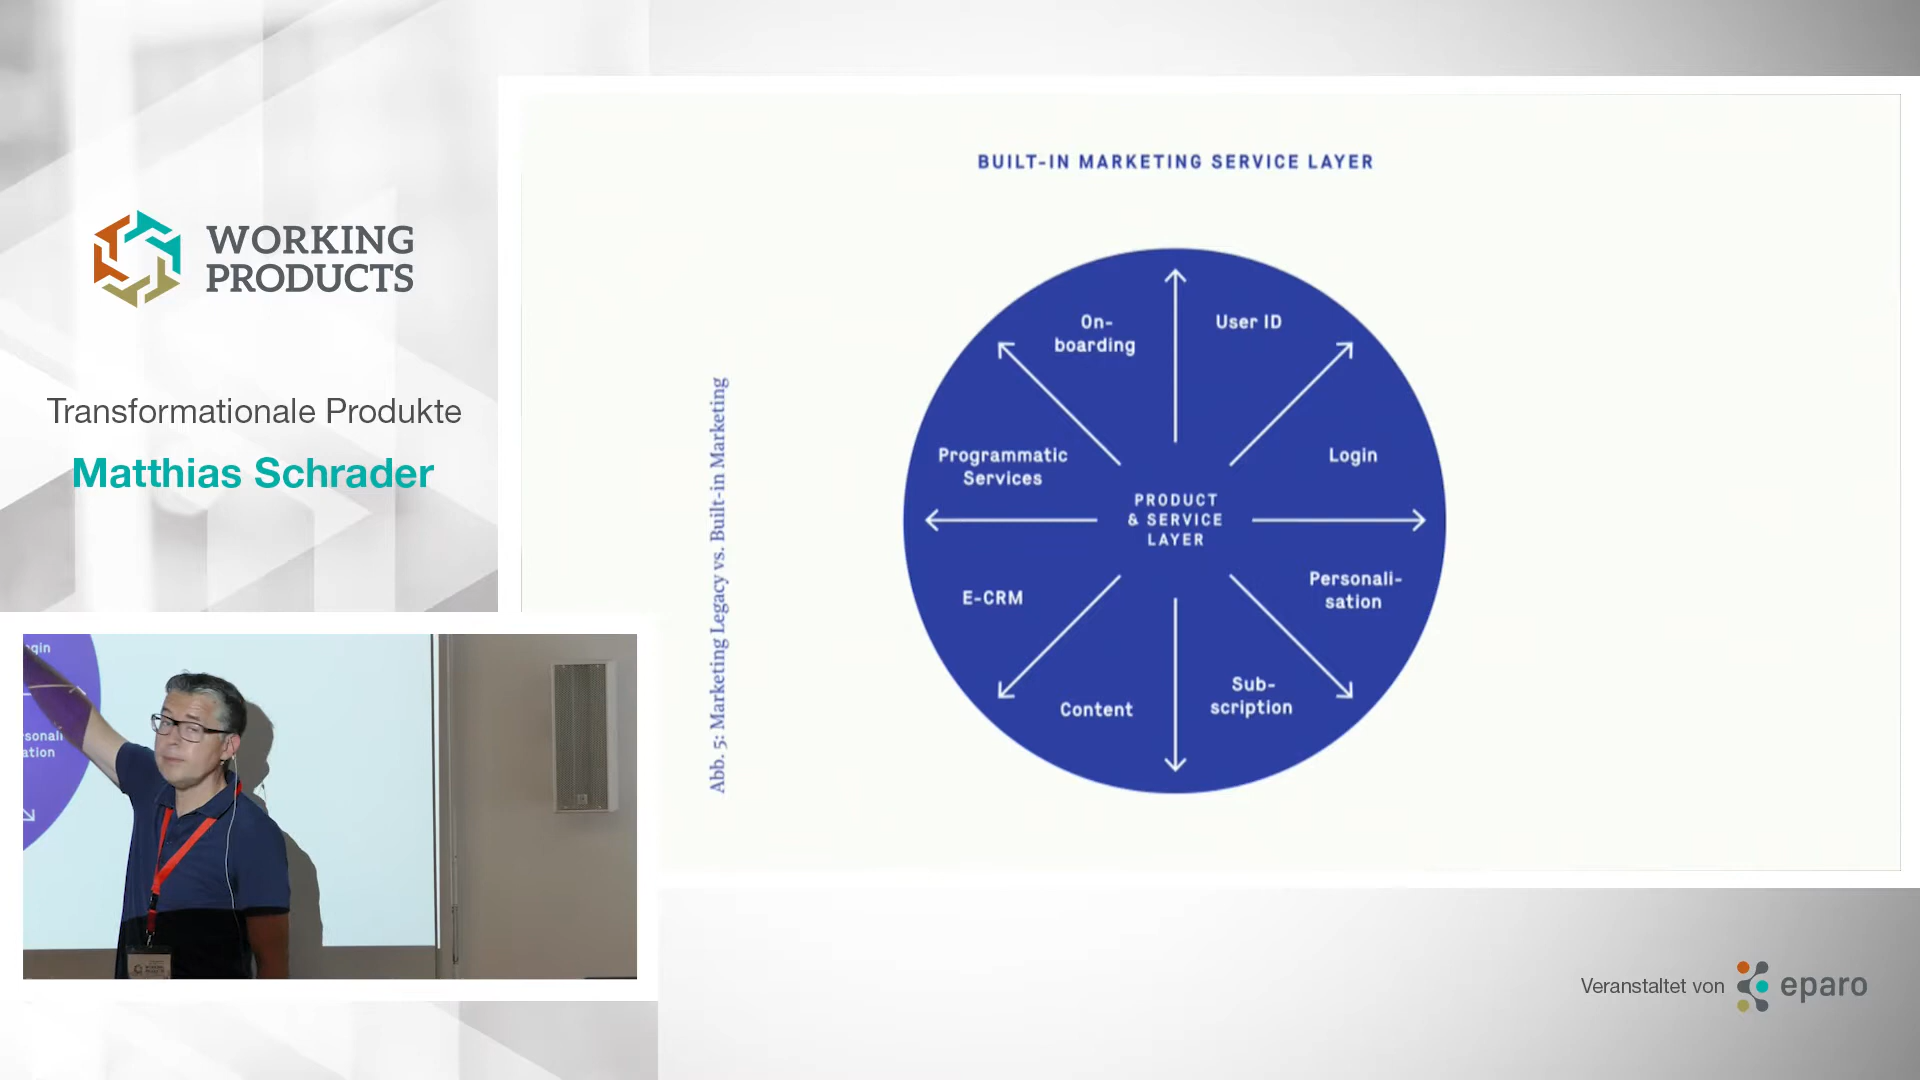 WORKING
PRODUCTS
Transformationale Produkte
Matthias Schrader
BUILT-IN MARKETING SERVICE LAYER
Abb. 5: Marketing Legacy vs. Built-in Marketing
On-
boarding
User ID
Programmatic
Services
Login
PRODUCT
& SERVICE
LAYER
E-CRM
Personali-
sation
Content
Sub-
scription
Veranstaltet von
eparo